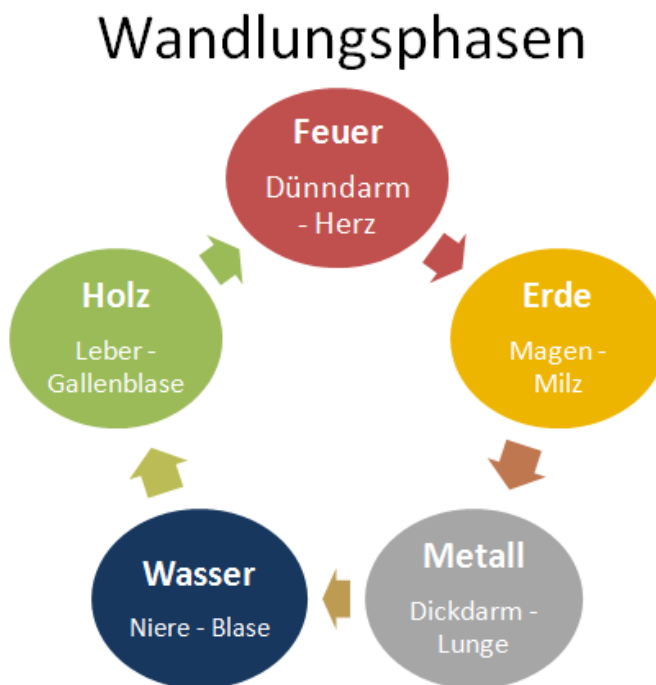 Wandlungsphasen
Feuer
Dünndarm
- Herz
Holz
Leber -
Gallenblase
Erde
Magen -
Milz
Wasser
Niere - Blase
Metall
Dickdarm -
Lunge